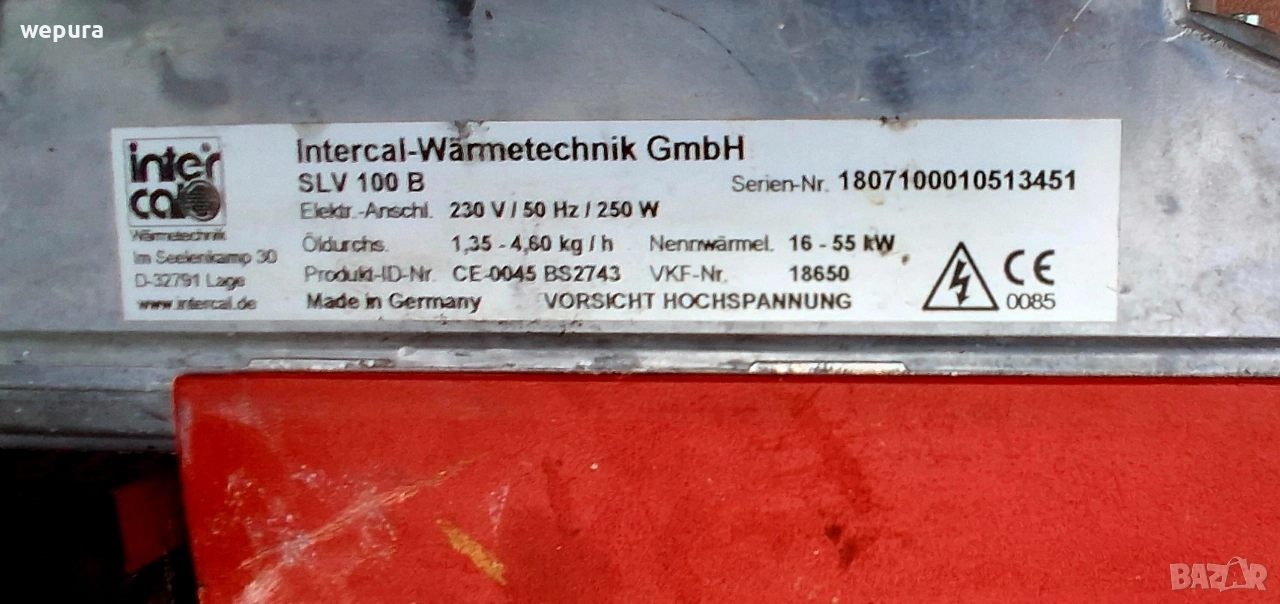 wepura
inter
cal
Wärmetechnik
Im Seelenkamp 30
D-32791 Lage
www.intercal.de
Intercal-Wärmetechnik GmbH
SLV 100 B
Serien-Nr. 1807100010513451
Elektr.-Anschl. 230 V / 50 Hz / 250 W
Öldurchs. 1,35 - 4,60 kg / h Nennwärmel. 16 - 55 kW
Produkt-ID-Nr. CE-0045 BS2743 VKF-Nr. 18650
Made in Germany VORSICHT HOCHSPANNUNG
CE
0085
BAZAR